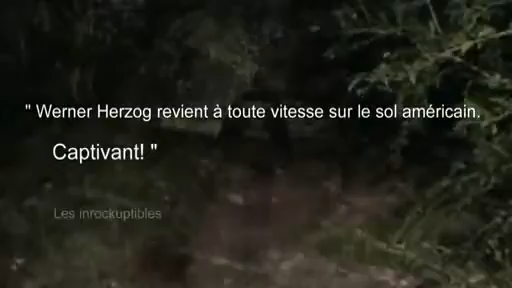 " Werner Herzog revient à toute vitesse sur le sol américain.
Captivant! "
Les inrockuptibles